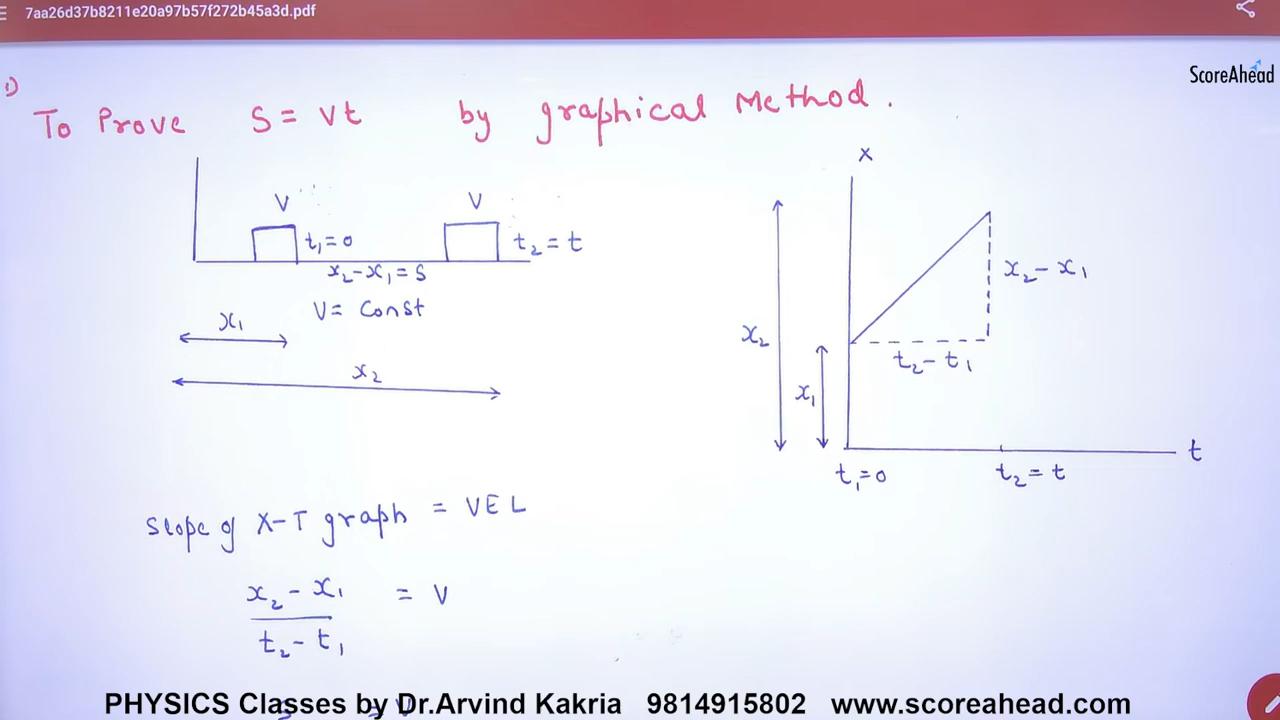 7aa26d37b8211e20a97b57f272b45a3d.pdf
ScoreAhead
1)
To Prove S = vt by graphical Method.
V
V
t₁=0
t₂ = t
x₂-x₁=S
V= Const
x₁
x₂
x
x₂
x₁
x₂-x₁
t₂-t₁
t
t₁=0
t₂=t
Slope of X-T graph = VEL
x₂-x₁ = V
t₂-t₁
PHYSICS Classes by Dr.Arvind Kakria 9814915802 www.scoreahead.com